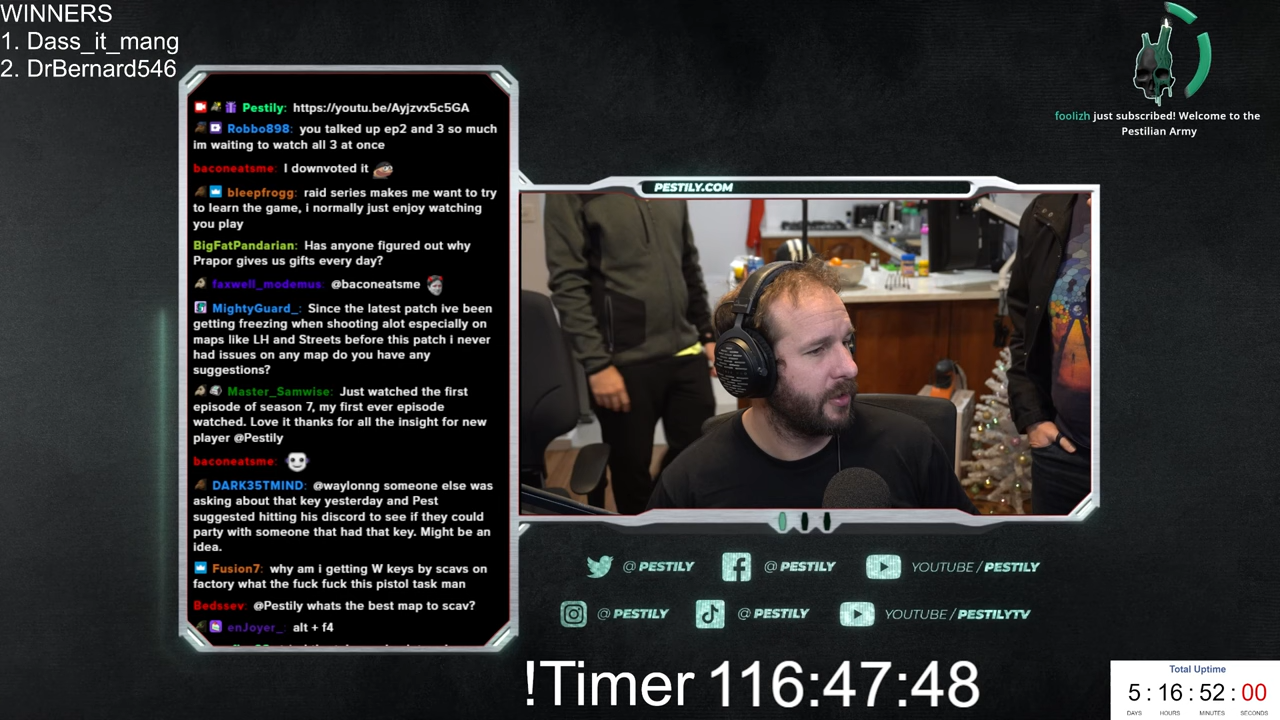 WINNERS
1. Dass_it_mang
2. DrBernard546
foolizh just subscribed! Welcome to the
Pestilian Army
Pestily: https://youtu.be/Ayjzvx5c5GA
Robbo898: you talked up ep2 and 3 so much
im waiting to watch all 3 at once
baconeatsme: I downvoted it
bleepfrogg: raid series makes me want to try
to learn the game, i normally just enjoy watching
you play
BigFatPandarian: Has anyone figured out why
Prapor gives us gifts every day?
faxwell_modemus: @baconeatsme
MightyGuard_: Since the latest patch ive been
getting freezing when shooting alot especially on
maps like LH and Streets before this patch i never
had issues on any map do you have any
suggestions?
Master_Samwise: Just watched the first
episode of season 7, my first ever episode
watched. Love it thanks for all the insight for new
player @Pestily
baconeatsme:
DARK35TMIND: @waylonng someone else was
asking about that key yesterday and Pest
suggested hitting his discord to see if they could
party with someone that had that key. Might be an
idea.
Fusion7: why am i getting W keys by scavs on
factory what the fuck fuck this pistol task man
Bedssev: @Pestily whats the best map to scav?
enJoyer_: alt + f4
PESTILY.COM
@PESTILY @PESTILY YOUTUBE/PESTILY
@PESTILY @PESTILY YOUTUBE/PESTILYTV
!Timer 116:47:48
Total Uptime
5 : 16 : 52 : 00
DAYS HOURS MINUTES SECONDS